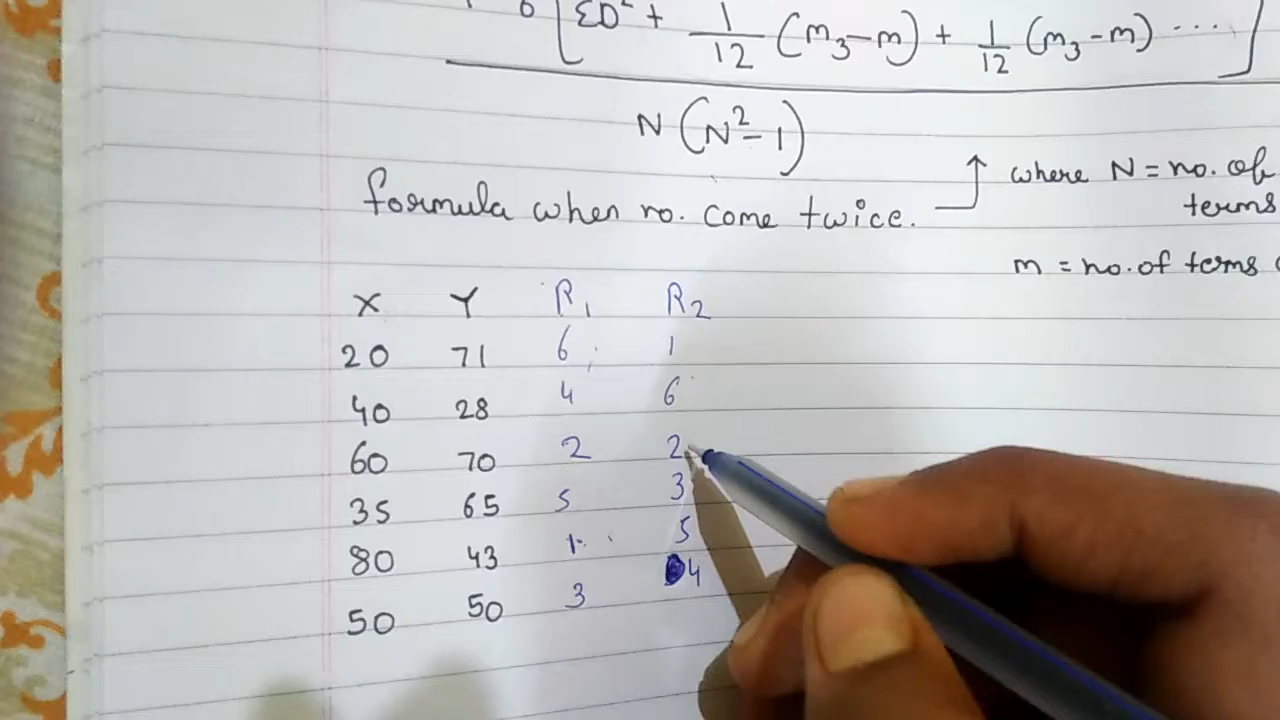 6 [ΣD² + 1/12 (m₃-m) + 1/12 (m₃-m) ....]
N (N²-1)
formula when no. come twice.
where N = no. of
terms
m = no. of terms
X Y R₁ R₂
20 71 6 1
40 28 4 6
60 70 2 2
35 65 5 3
80 43 1 5
50 50 3 4